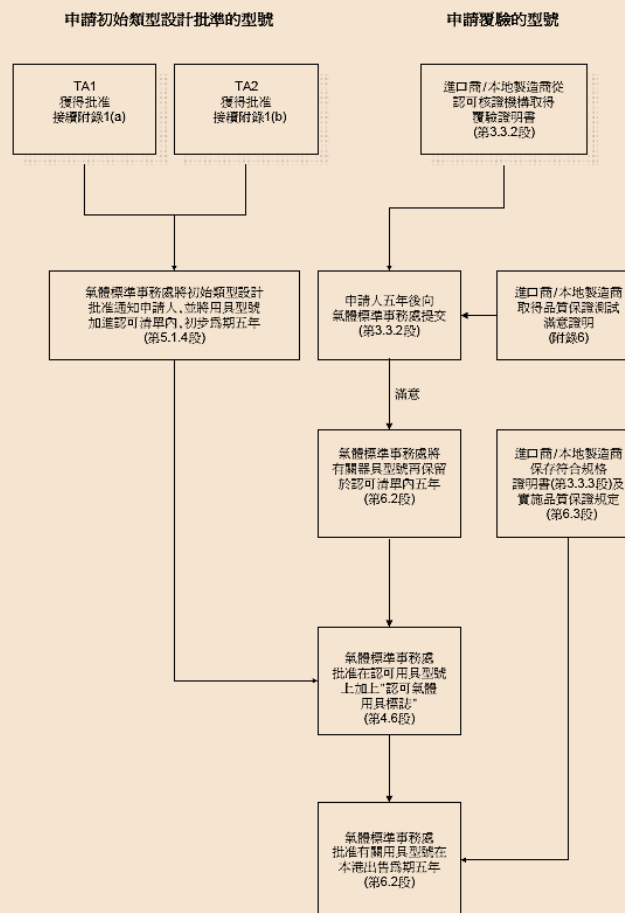 申請初始類型設計批準的型號
申請覆驗的型號
TA1
獲得批准
接續附錄1(a)
TA2
獲得批准
接續附錄1(b)
進口商/本地製造商從
認可核證機構取得
覆驗證明書
(第3.3.2段)
氣體標準事務處將初始類型設計
批准通知申請人,並將用具型號
加進認可清單內,初步為期五年
(第5.1.4段)
申請人五年後向
氣體標準事務處提交
(第3.3.2段)
進口商/本地製造商
取得品質保證測試
滿意證明
(附錄6)
滿意
氣體標準事務處將
有關器具型號再保留
於認可清單內五年
(第6.2段)
進口商/本地製造商
保存符合規格
證明書(第3.3.3段)及
實施品質保證規定
(第6.3段)
氣體標準事務處
批准在認可用具型號
上加上"認可氣體
用具標誌"
(第4.6段)
氣體標準事務處
批准有關用具型號在
本港出售為期五年
(第6.2段)